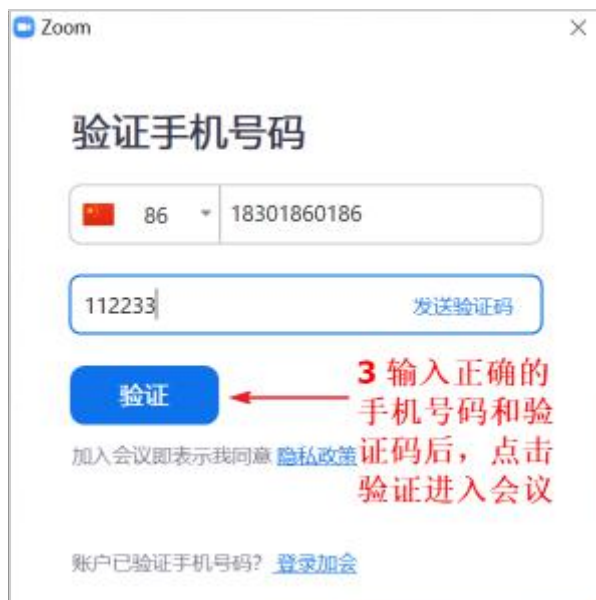 Zoom
验证手机号码
86 18301860186
112233 发送验证码
验证
3 输入正确的
手机号码和验
证码后，点击
验证进入会议
加入会议即表示我同意 隐私政策
账户已验证手机号码？ 登录加会